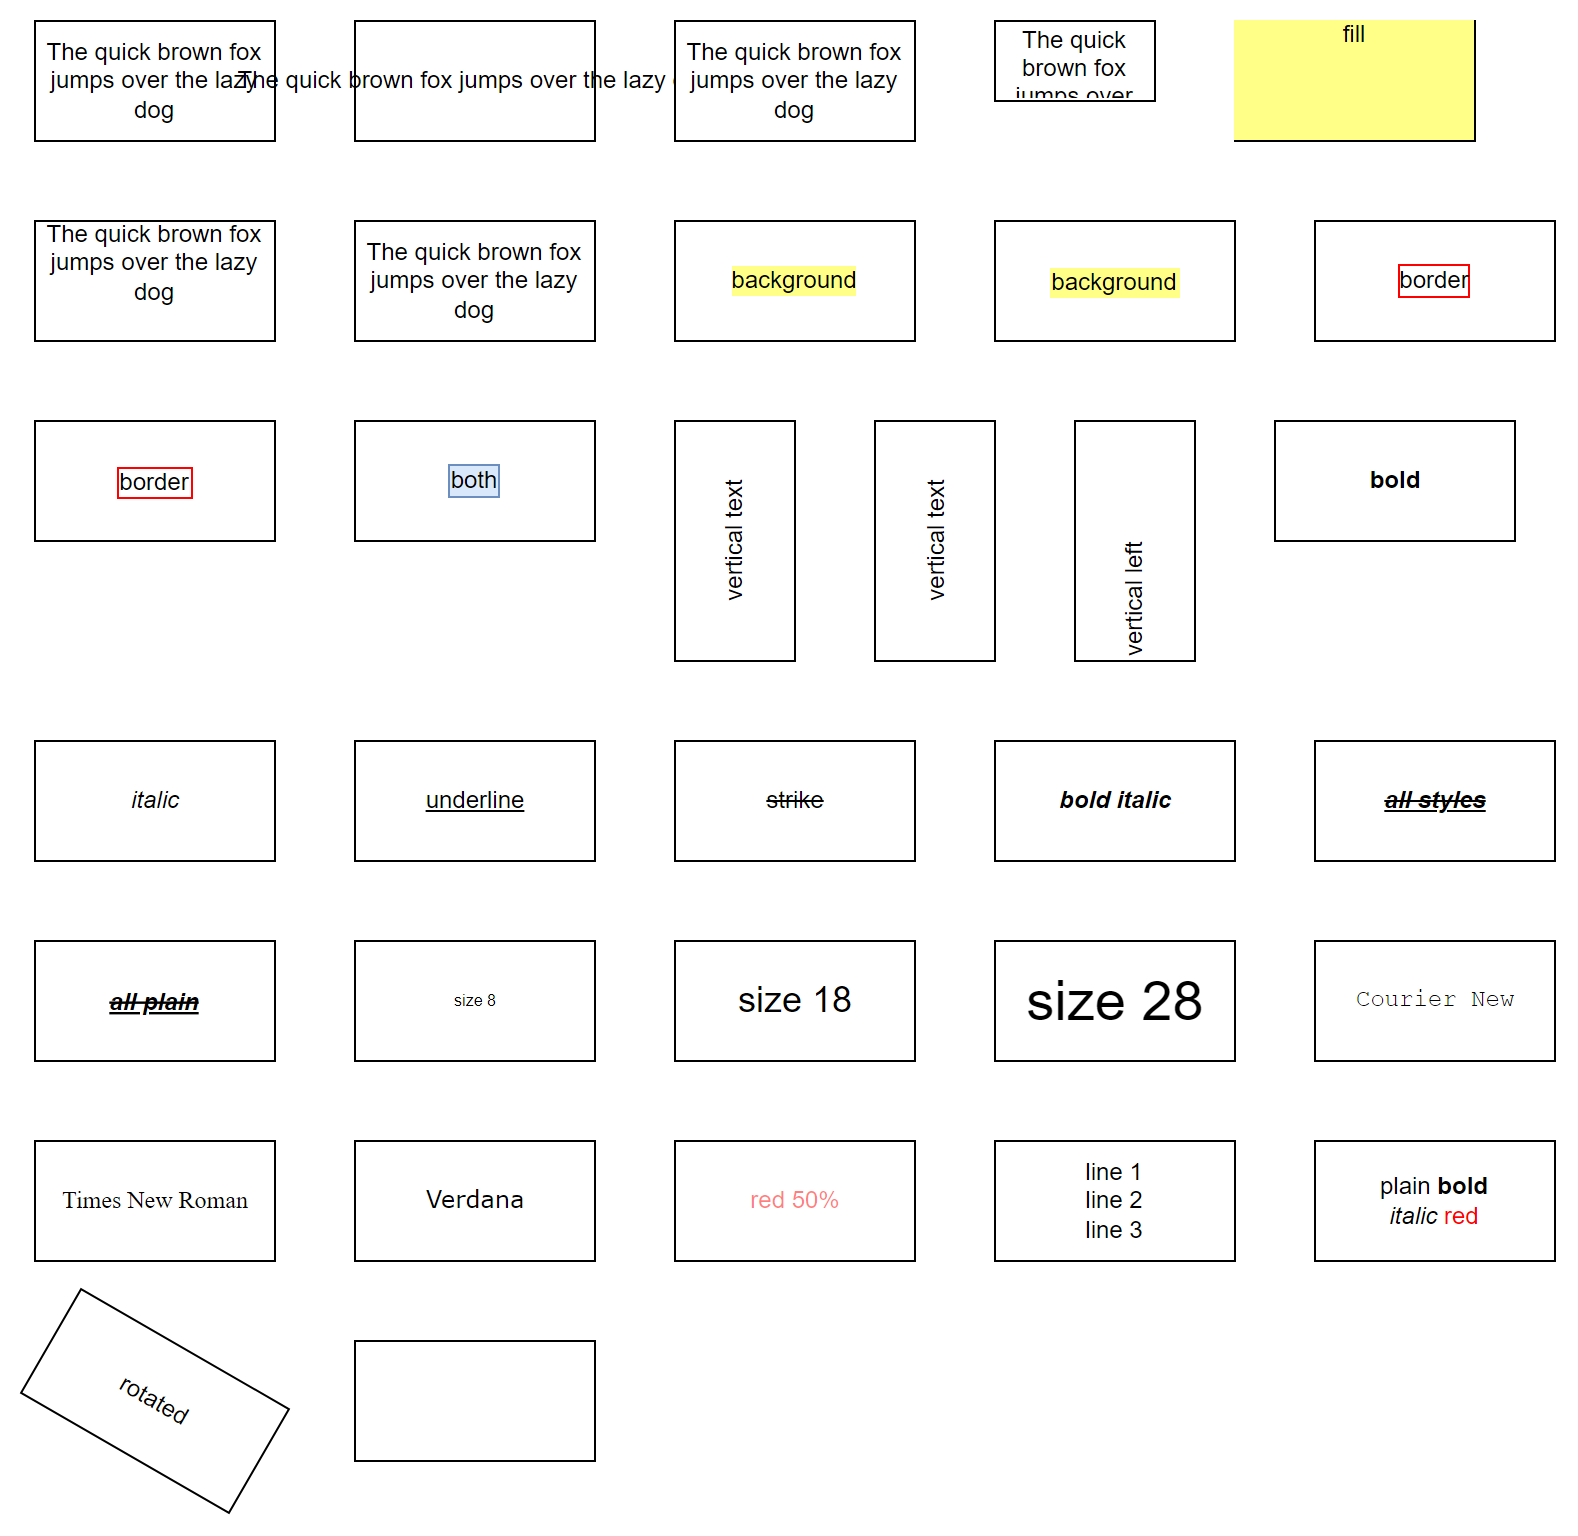 The quick brown fox
jumps over the lazy
dog
The quick brown fox jumps over the lazy
The quick brown fox
jumps over the lazy
dog
The quick
brown fox
jumps over
fill
The quick brown fox
jumps over the lazy
dog
The quick brown fox
jumps over the lazy
dog
background
background
border
border
both
vertical text
vertical text
vertical left
bold
italic
underline
strike
bold italic
all styles
all plain
size 8
size 18
size 28
Courier New
Times New Roman
Verdana
red 50%
line 1
line 2
line 3
plain bold
italic red
rotated